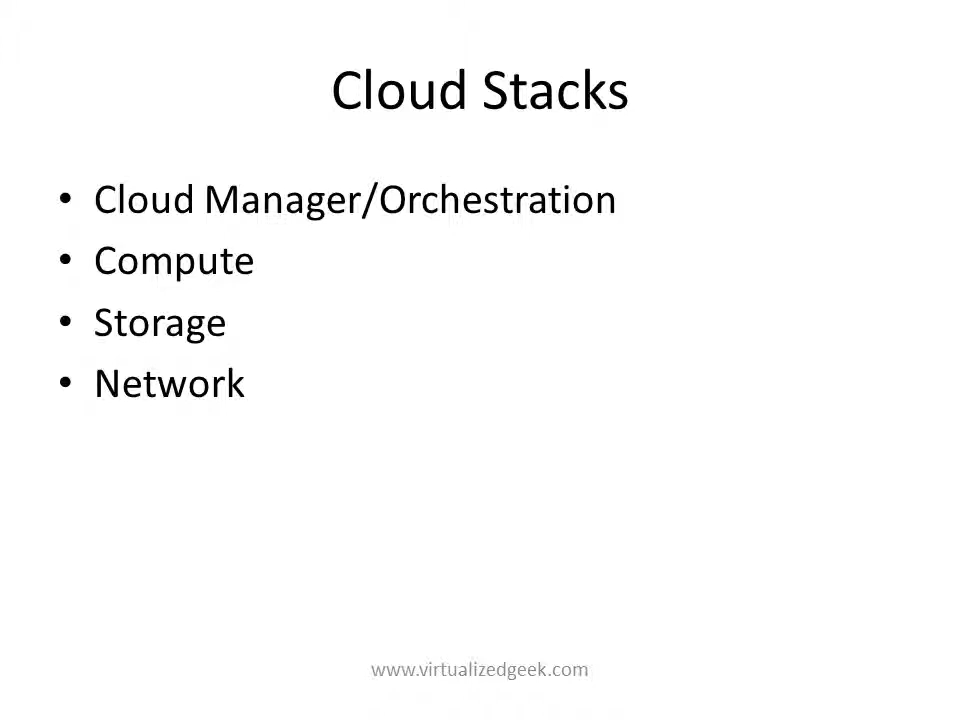 Cloud Stacks
• Cloud Manager/Orchestration
• Compute
• Storage
• Network
www.virtualizedgeek.com